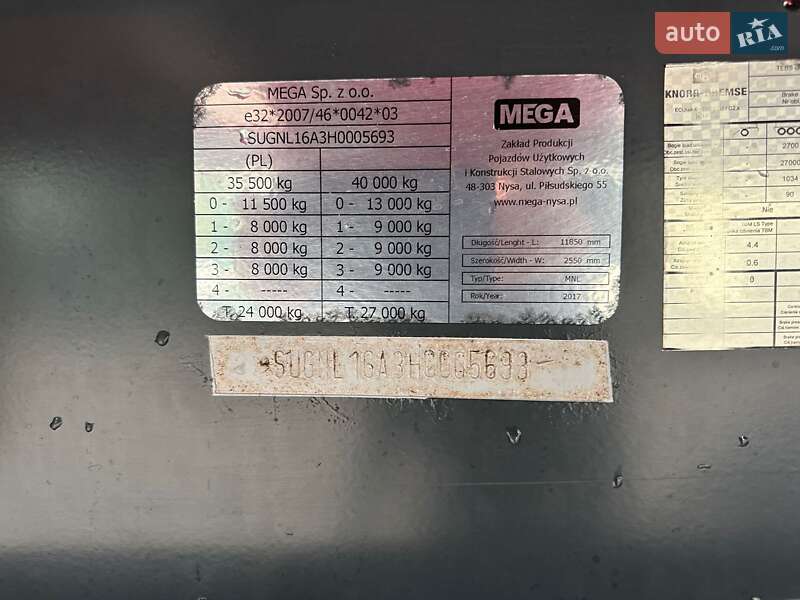 auto RIA
MEGA Sp. z o.o.
e32*2007/46*0042*03
SUGNL16A3H0005693
(PL)
35 500 kg 40 000 kg
0 - 11 500 kg 0 - 13 000 kg
1 - 8 000 kg 1 - 9 000 kg
2 - 8 000 kg 2 - 9 000 kg
3 - 8 000 kg 3 - 9 000 kg
4 - ----- 4 - -----
T. 24 000 kg T. 27 000 kg
MEGA
Zakład Produkcji
Pojazdów Użytkowych
i Konstrukcji Stalowych Sp. z o.o.
48-303 Nysa, ul. Piłsudskiego 55
www.mega-nysa.pl
Długość/Lenght - L: 11850 mm
Szerokość/Width - W: 2550 mm
Typ/Type: MNL
Rok/Year: 2017
SUGNL16A3H0005693
KNORR-BREMSE
Brake
2700
27000
1034
90
Nie
4.4
0.6
0